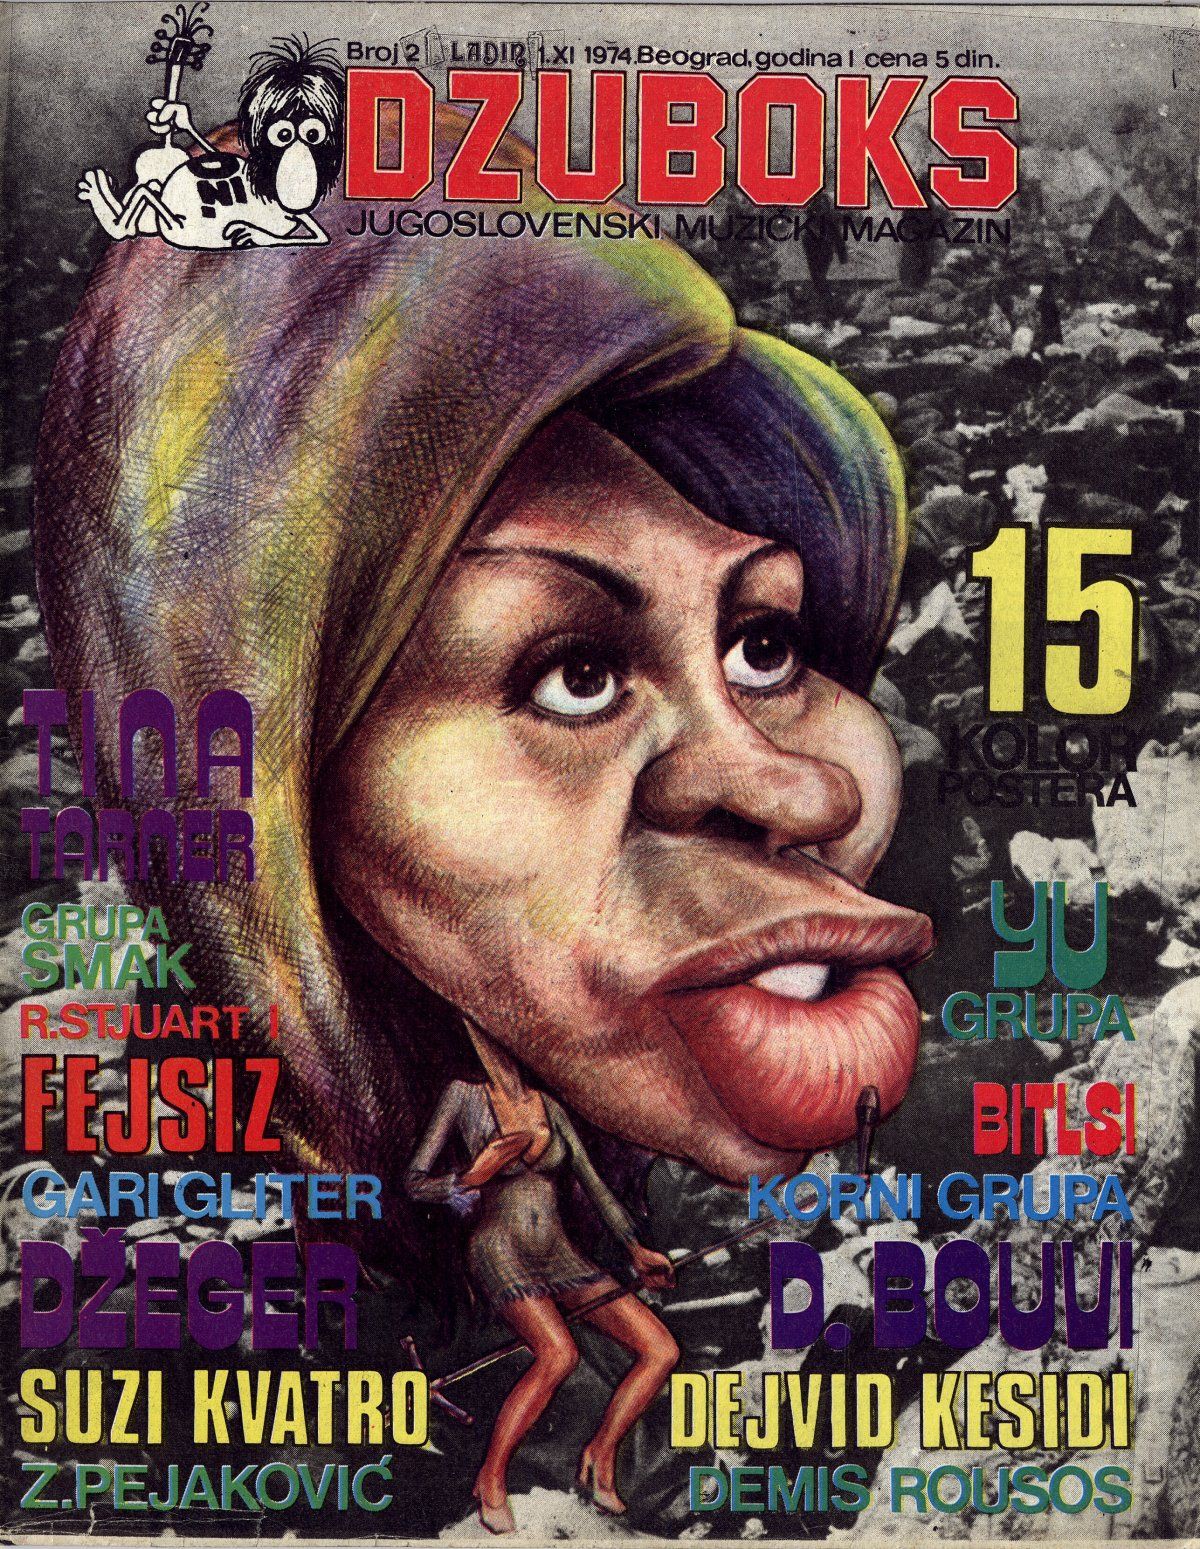 Broj 2 LADIR 1.XI 1974. Beograd, godina I cena 5 din.
DZUBOKS
JUGOSLOVENSKI MUZIČKI MAGAZIN
15
KOLOR
POSTERA
TINA
TARNER
GRUPA
SMAK
R.STJUART I
FEJSIZ
GARI GLITER
DŽEGER
SUZI KVATRO
Z.PEJAKOVIĆ
YU
GRUPA
BITLSI
KORNI GRUPA
D. BOUVI
DEJVID KESIDI
DEMIS ROUSOS